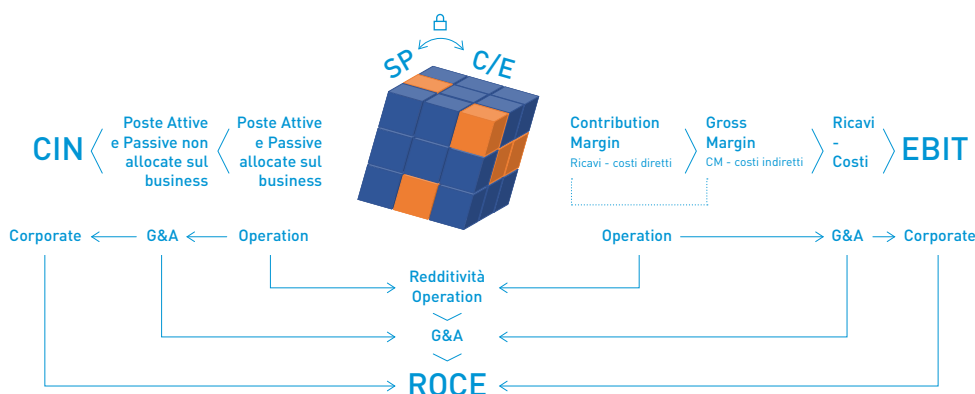 SP C/E
CIN
Poste Attive
e Passive non
allocate sul
business
Poste Attive
e Passive
allocate sul
business
Contribution
Margin
Ricavi - costi diretti
Gross
Margin
CM - costi indiretti
Ricavi
-
Costi
EBIT
Corporate
G&A
Operation
Operation
G&A
Corporate
Redditività
Operation
G&A
ROCE